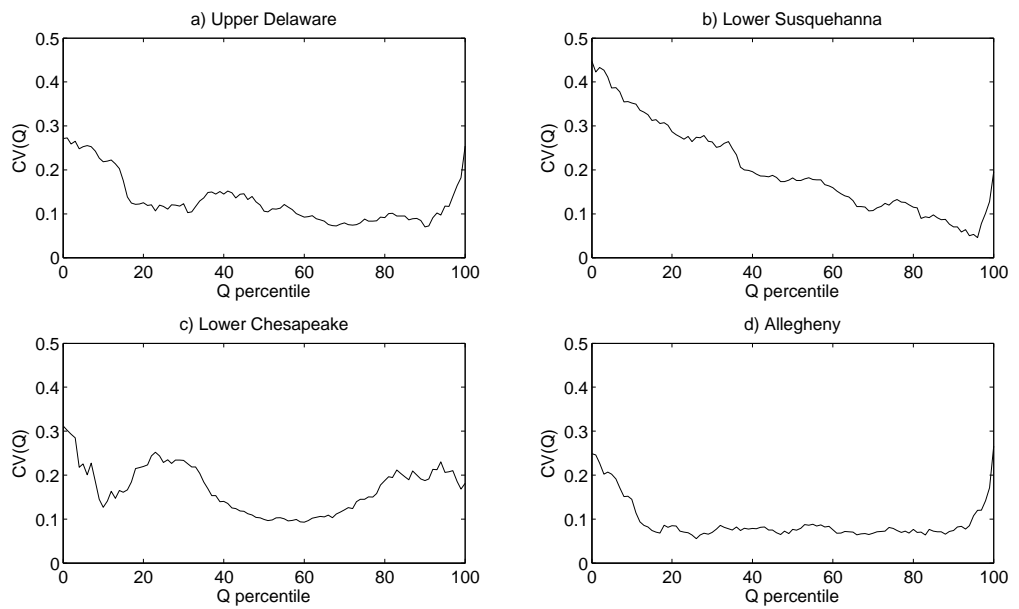 a) Upper Delaware
0.5
0.4
0.3
0.2
0.1
0
CV(Q)
0 20 40 60 80 100
Q percentile
b) Lower Susquehanna
0.5
0.4
0.3
0.2
0.1
0
CV(Q)
0 20 40 60 80 100
Q percentile
c) Lower Chesapeake
0.5
0.4
0.3
0.2
0.1
0
CV(Q)
0 20 40 60 80 100
Q percentile
d) Allegheny
0.5
0.4
0.3
0.2
0.1
0
CV(Q)
0 20 40 60 80 100
Q percentile